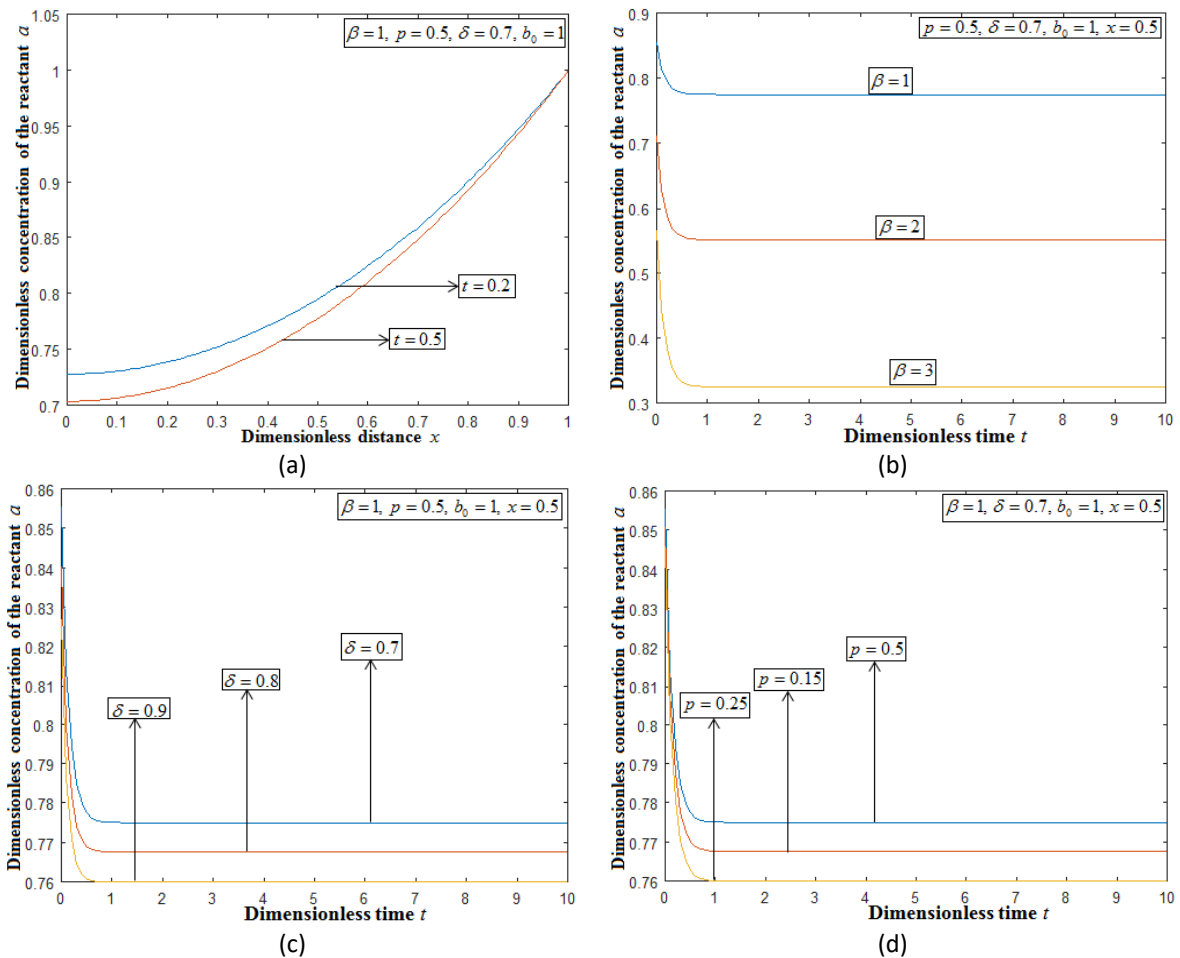 β = 1, p = 0.5, δ = 0.7, b₀ = 1
Dimensionless concentration of the reactant a
1.05
1
0.95
0.9
0.85
0.8
0.75
0.7
t = 0.2
t = 0.5
0 0.1 0.2 0.3 0.4 0.5 0.6 0.7 0.8 0.9 1
Dimensionless distance x
(a)
p = 0.5, δ = 0.7, b₀ = 1, x = 0.5
Dimensionless concentration of the reactant a
0.9
0.8
0.7
0.6
0.5
0.4
0.3
β = 1
β = 2
β = 3
0 1 2 3 4 5 6 7 8 9 10
Dimensionless time t
(b)
β = 1, p = 0.5, b₀ = 1, x = 0.5
Dimensionless concentration of the reactant a
0.86
0.85
0.84
0.83
0.82
0.81
0.8
0.79
0.78
0.77
0.76
δ = 0.7
δ = 0.8
δ = 0.9
0 1 2 3 4 5 6 7 8 9 10
Dimensionless time t
(c)
β = 1, δ = 0.7, b₀ = 1, x = 0.5
Dimensionless concentration of the reactant a
0.86
0.85
0.84
0.83
0.82
0.81
0.8
0.79
0.78
0.77
0.76
p = 0.5
p = 0.15
p = 0.25
0 1 2 3 4 5 6 7 8 9 10
Dimensionless time t
(d)